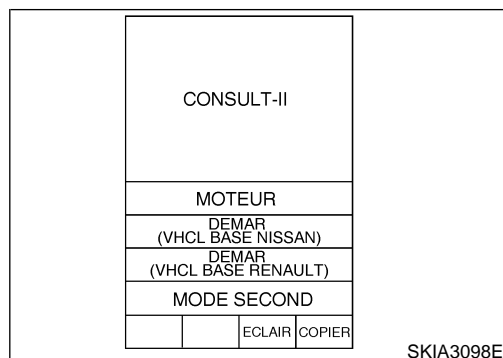 CONSULT-II
MOTEUR
DEMAR
(VHCL BASE NISSAN)
DEMAR
(VHCL BASE RENAULT)
MODE SECOND
ECLAIR COPIER
SKIA3098E